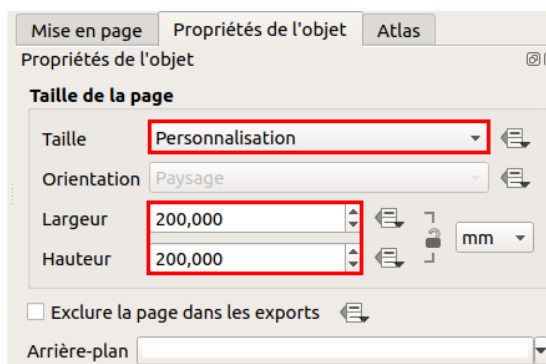 Mise en page Propriétés de l'objet Atlas
Propriétés de l'objet
Taille de la page
Taille Personnalisation
Orientation Paysage
Largeur 200,000 mm
Hauteur 200,000
Exclure la page dans les exports
Arrière-plan